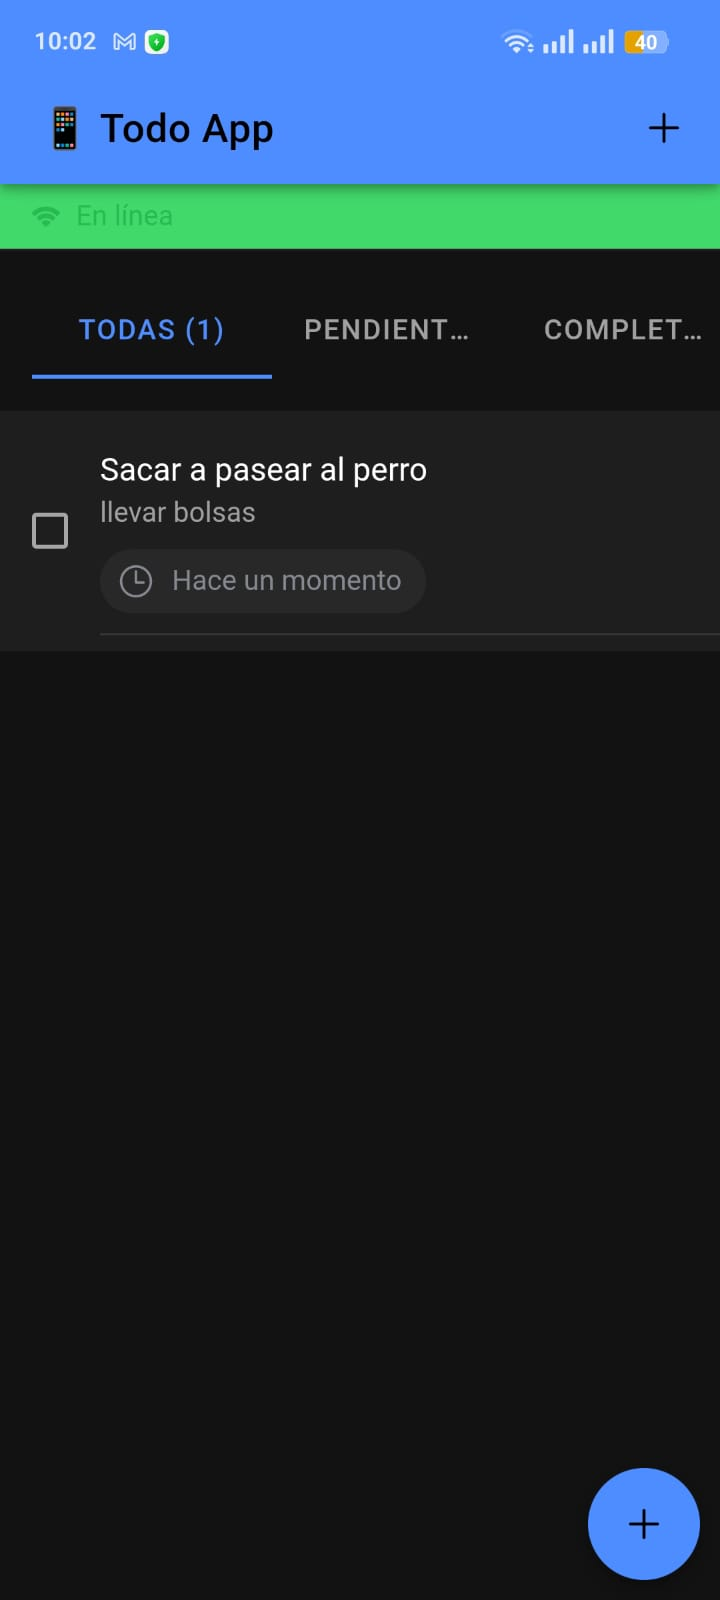 10:02
40
Todo App
En línea
TODAS (1) PENDIENT... COMPLET...
Sacar a pasear al perro
llevar bolsas
Hace un momento